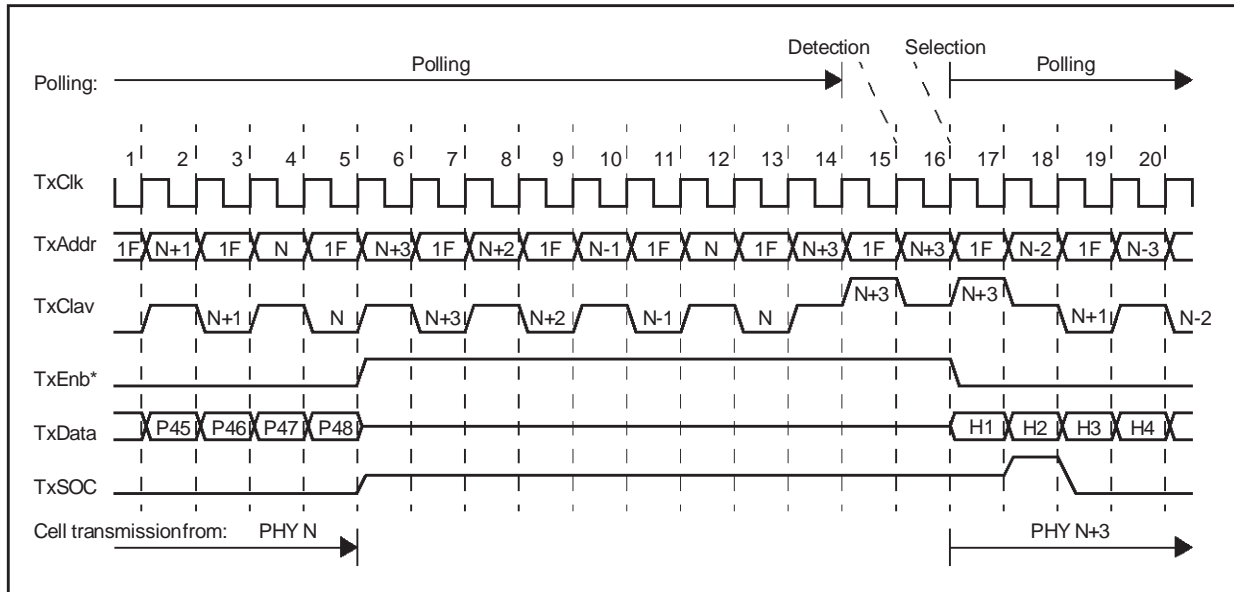 Detection Selection
Polling: Polling Polling
1 2 3 4 5 6 7 8 9 10 11 12 13 14 15 16 17 18 19 20
TxClk
TxAddr 1F N+1 1F N 1F N+3 1F N+2 1F N-1 1F N 1F N+3 1F N+3 1F N-2 1F N-3
TxClav N+1 N N+3 N+2 N-1 N N+3 N+3 N+1 N-2
TxEnb*
TxData P45 P46 P47 P48 H1 H2 H3 H4
TxSOC
Cell transmissionfrom: PHY N PHY N+3